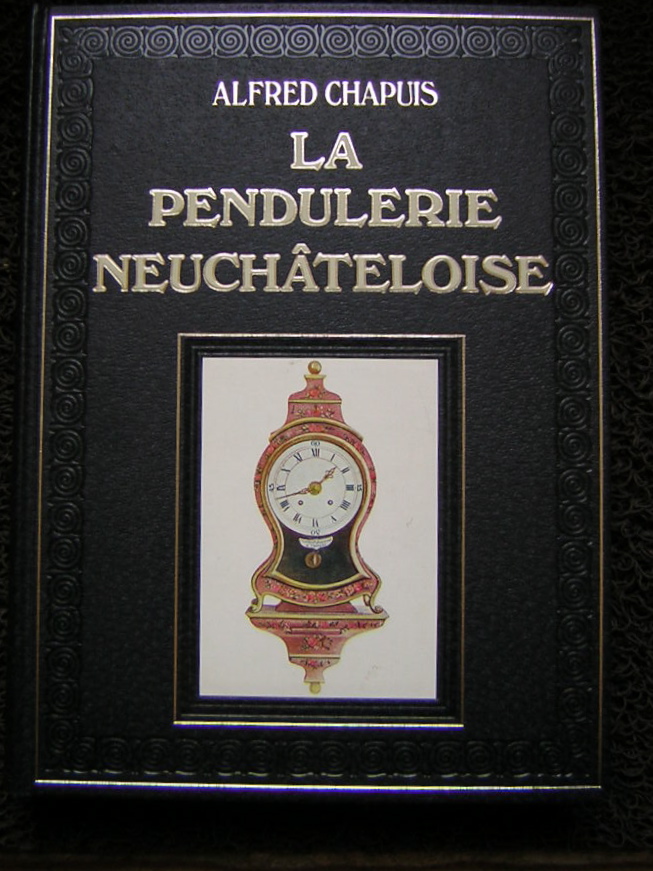 ALFRED CHAPUIS
LA
PENDULERIE
NEUCHÂTELOISE